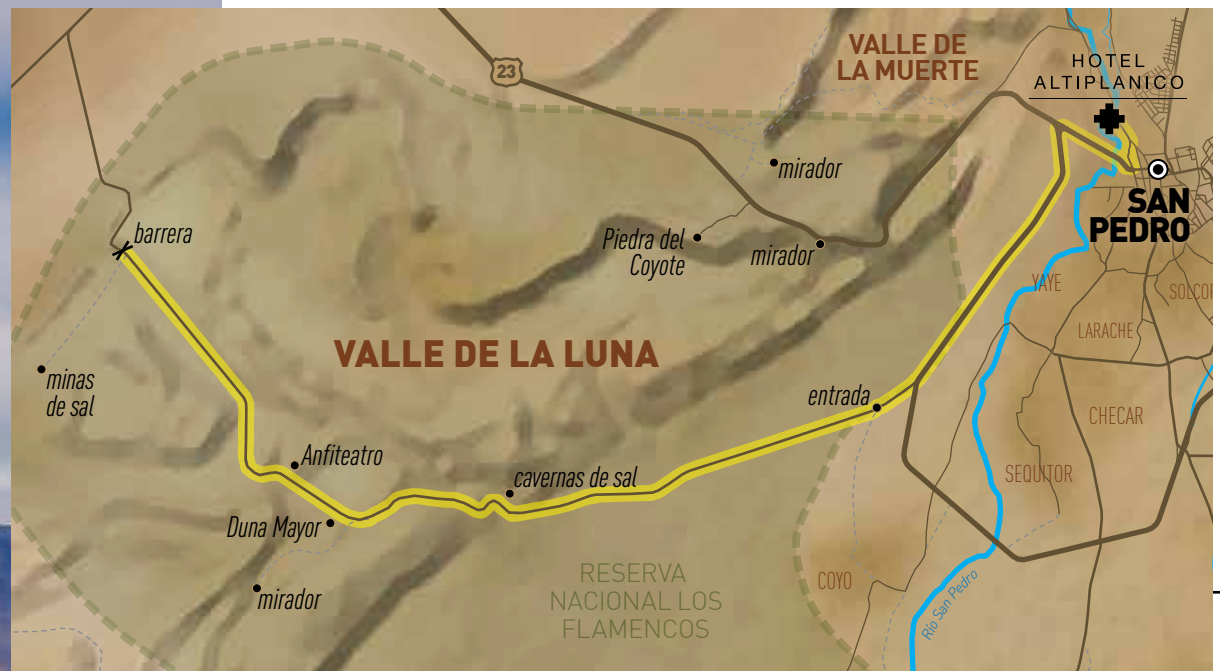 VALLE DE
LA MUERTE
HOTEL
ALTIPLANICO
23
mirador
SAN
PEDRO
barrera
Piedra del
Coyote
mirador
YAYE
LARACHE
VALLE DE LA LUNA
minas
de sal
entrada
CHECAR
Anfiteatro
cavernas de sal
SEQUITOR
Duna Mayor
mirador
RESERVA
NACIONAL LOS
FLAMENCOS
COYO
Río San Pedro